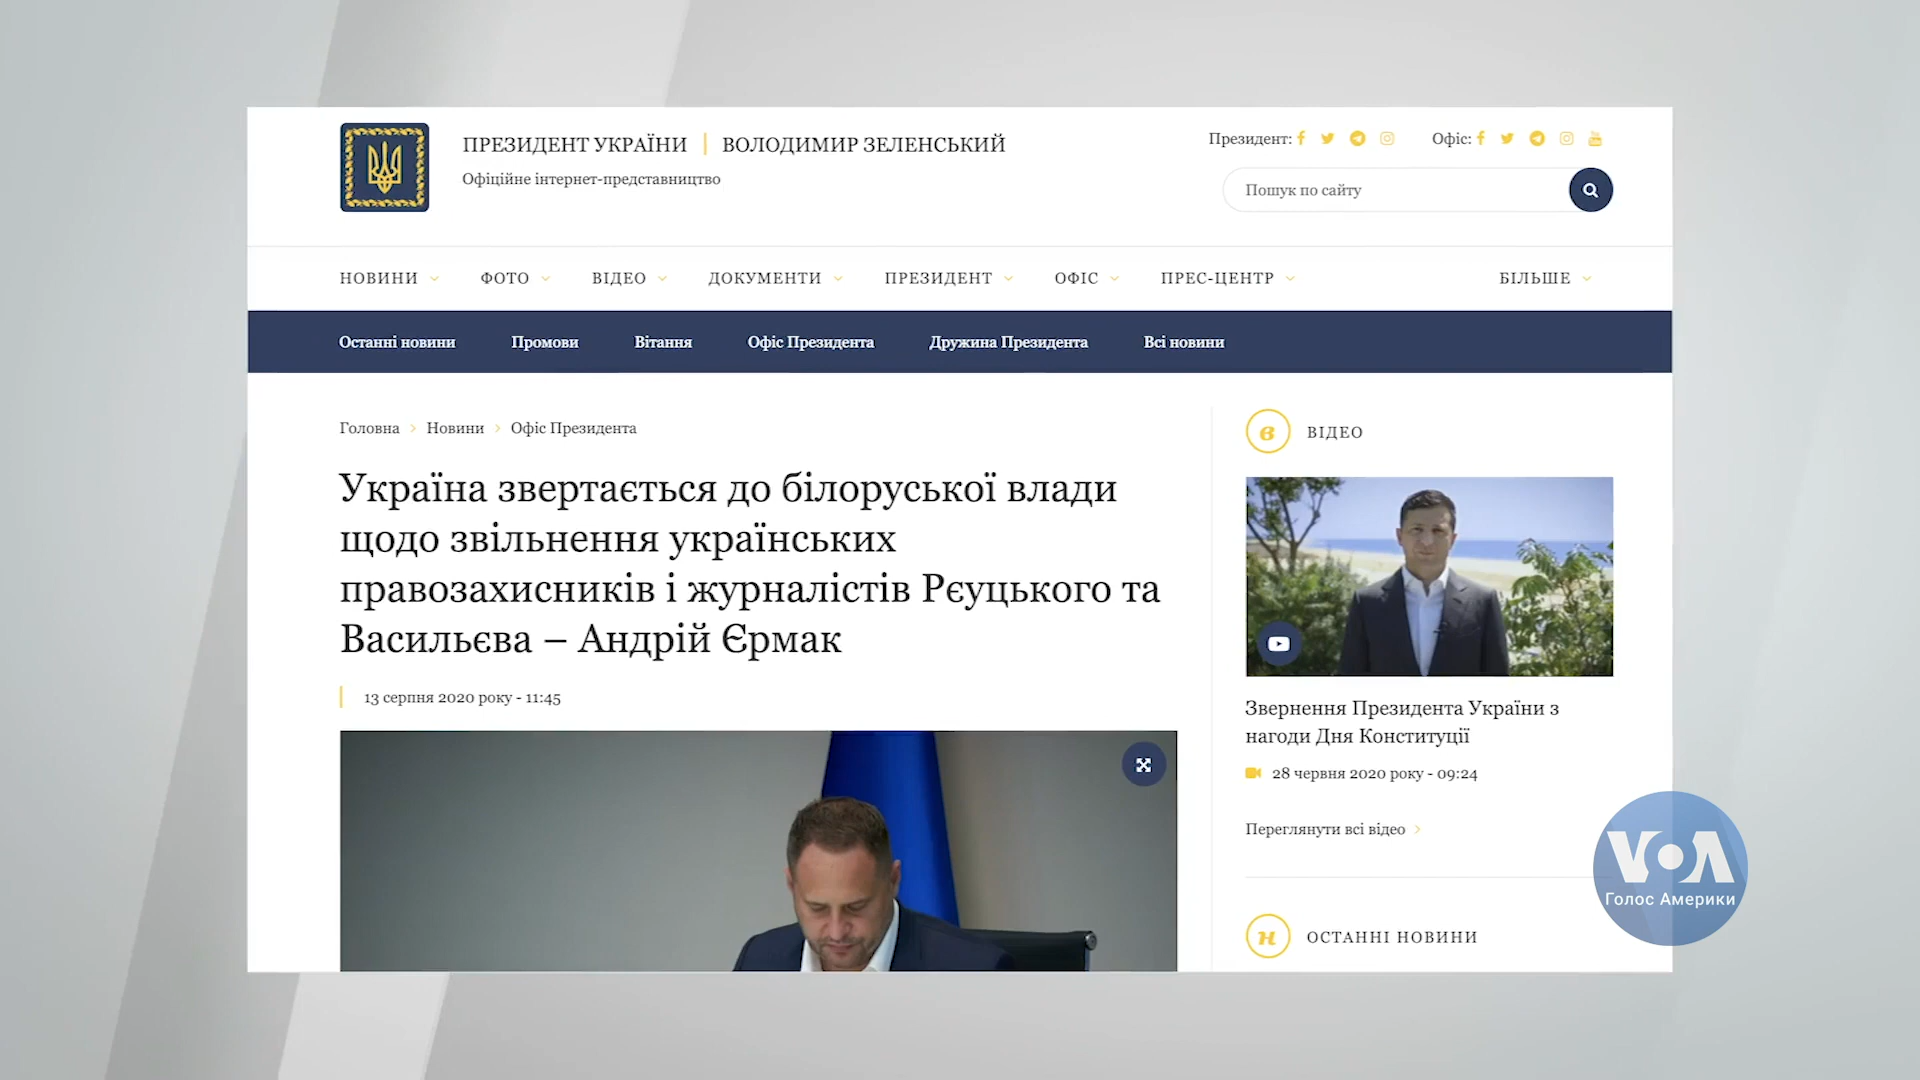 ПРЕЗИДЕНТ УКРАЇНИ | ВОЛОДИМИР ЗЕЛЕНСЬКИЙ
Офіційне інтернет-представництво
Президент:
Офіс:
Пошук по сайту
НОВИНИ ФОТО ВІДЕО ДОКУМЕНТИ ПРЕЗИДЕНТ ОФІС ПРЕС-ЦЕНТР БІЛЬШЕ
Останні новини Промови Вітання Офіс Президента Дружина Президента Всі новини
Головна > Новини > Офіс Президента
Україна звертається до білоруської влади
щодо звільнення українських
правозахисників і журналістів Рєуцького та
Васильєва – Андрій Єрмак
13 серпня 2020 року - 11:45
в ВІДЕО
Звернення Президента України з
нагоди Дня Конституції
28 червня 2020 року - 09:24
Переглянути всі відео >
н ОСТАННІ НОВИНИ
VOA
Голос Америки